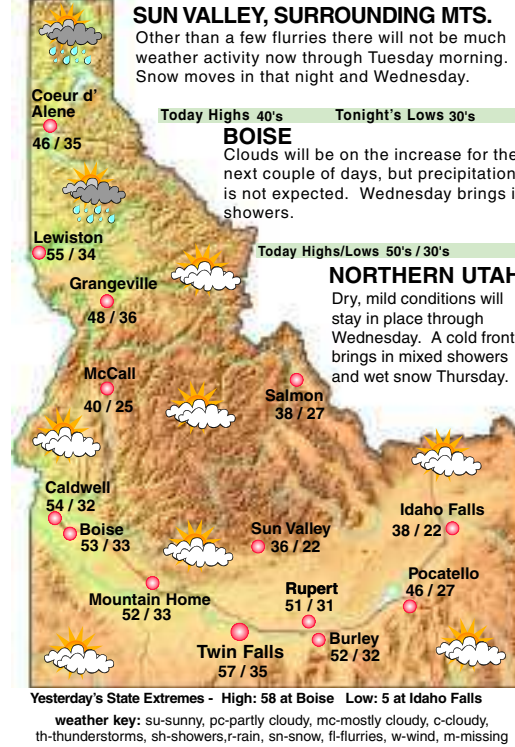 SUN VALLEY, SURROUNDING MTS.
Other than a few flurries there will not be much
weather activity now through Tuesday morning.
Snow moves in that night and Wednesday.
Today Highs 40's Tonight's Lows 30's
BOISE
Clouds will be on the increase for the
next couple of days, but precipitation
is not expected. Wednesday brings i
showers.
Today Highs/Lows 50's / 30's
NORTHERN UTAH
Dry, mild conditions will
stay in place through
Wednesday. A cold front
brings in mixed showers
and wet snow Thursday.
Coeur d'
Alene
46 / 35
Lewiston
55 / 34
Grangeville
48 / 36
McCall
40 / 25
Salmon
38 / 27
Caldwell
54 / 32
Boise
53 / 33
Sun Valley
36 / 22
Idaho Falls
38 / 22
Mountain Home
52 / 33
Rupert
51 / 31
Pocatello
46 / 27
Twin Falls
57 / 35
Burley
52 / 32
Yesterday's State Extremes - High: 58 at Boise Low: 5 at Idaho Falls
weather key: su-sunny, pc-partly cloudy, mc-mostly cloudy, c-cloudy,
th-thunderstorms, sh-showers,r-rain, sn-snow, fl-flurries, w-wind, m-missing